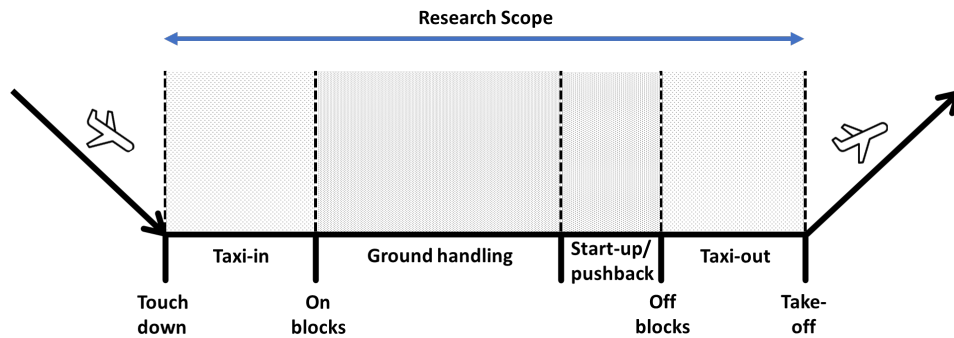 Research Scope
Taxi-in
Ground handling
Start-up/
pushback
Taxi-out
Touch
down
On
blocks
Off
blocks
Take-
off